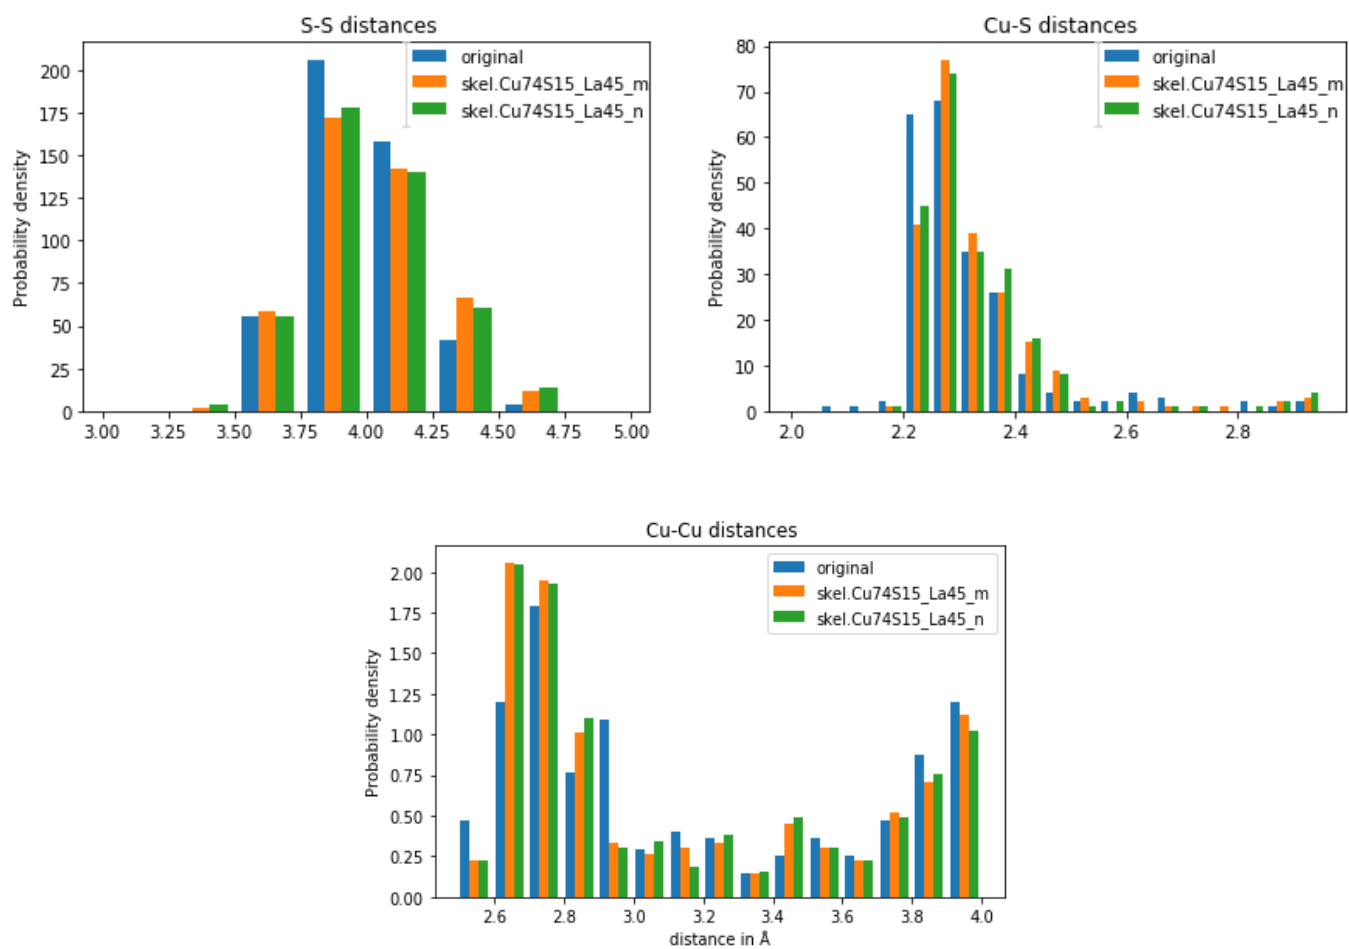 S-S distances
original
skel.Cu74S15_La45_m
skel.Cu74S15_La45_n
Probability density
200
175
150
125
100
75
50
25
0
3.00 3.25 3.50 3.75 4.00 4.25 4.50 4.75 5.00
Cu-S distances
original
skel.Cu74S15_La45_m
skel.Cu74S15_La45_n
Probability density
80
70
60
50
40
30
20
10
0
2.0 2.2 2.4 2.6 2.8
Cu-Cu distances
original
skel.Cu74S15_La45_m
skel.Cu74S15_La45_n
Probability density
2.00
1.75
1.50
1.25
1.00
0.75
0.50
0.25
0.00
2.6 2.8 3.0 3.2 3.4 3.6 3.8 4.0
distance in Å